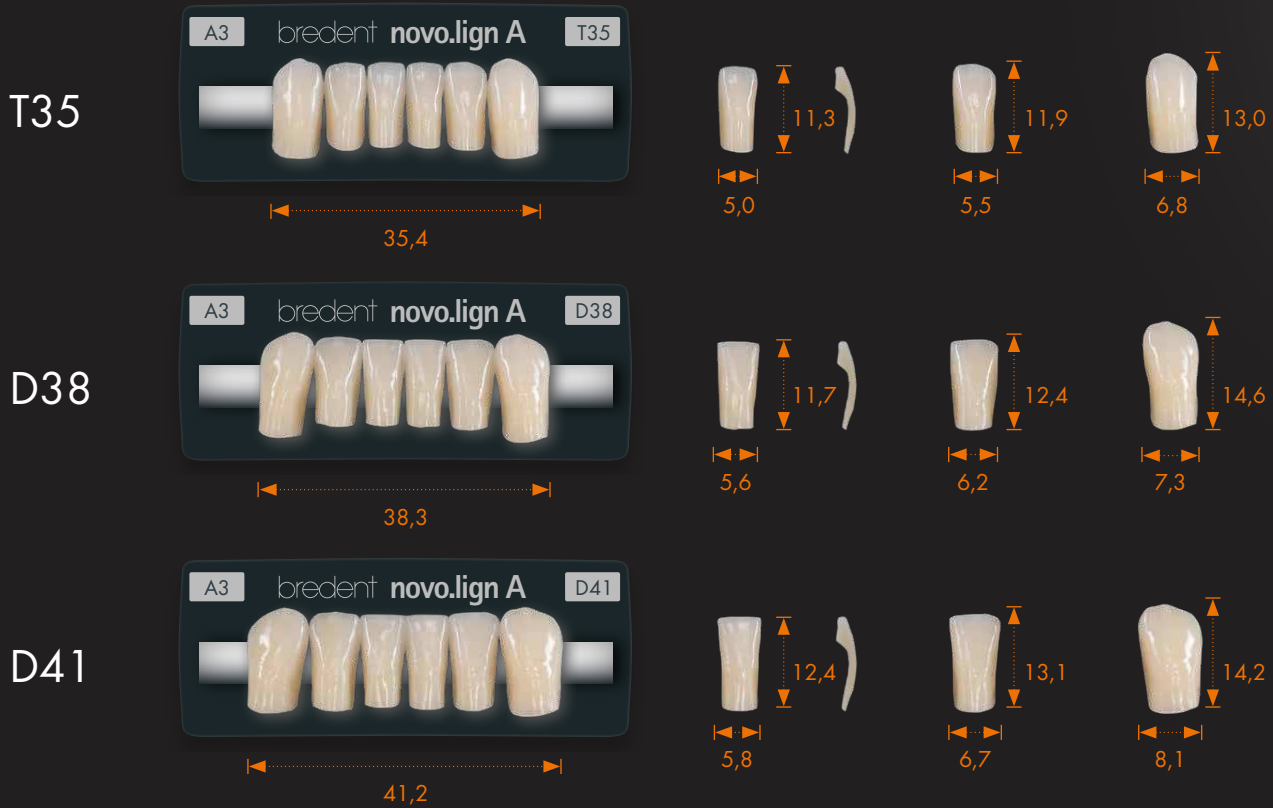 T35
A3 bredent novo.lign A T35
11,3 11,9 13,0
5,0 5,5 6,8
35,4
D38
A3 bredent novo.lign A D38
11,7 12,4 14,6
5,6 6,2 7,3
38,3
D41
A3 bredent novo.lign A D41
12,4 13,1 14,2
5,8 6,7 8,1
41,2